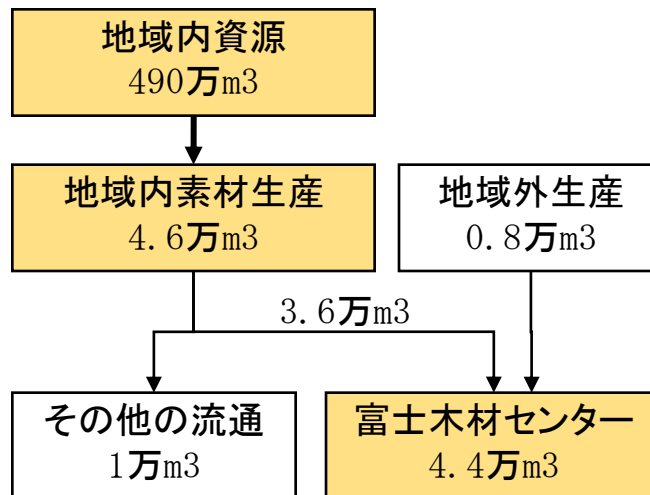 地域内資源
490万m3
地域内素材生産
4.6万m3
地域外生産
0.8万m3
3.6万m3
その他の流通
1万m3
富士木材センター
4.4万m3